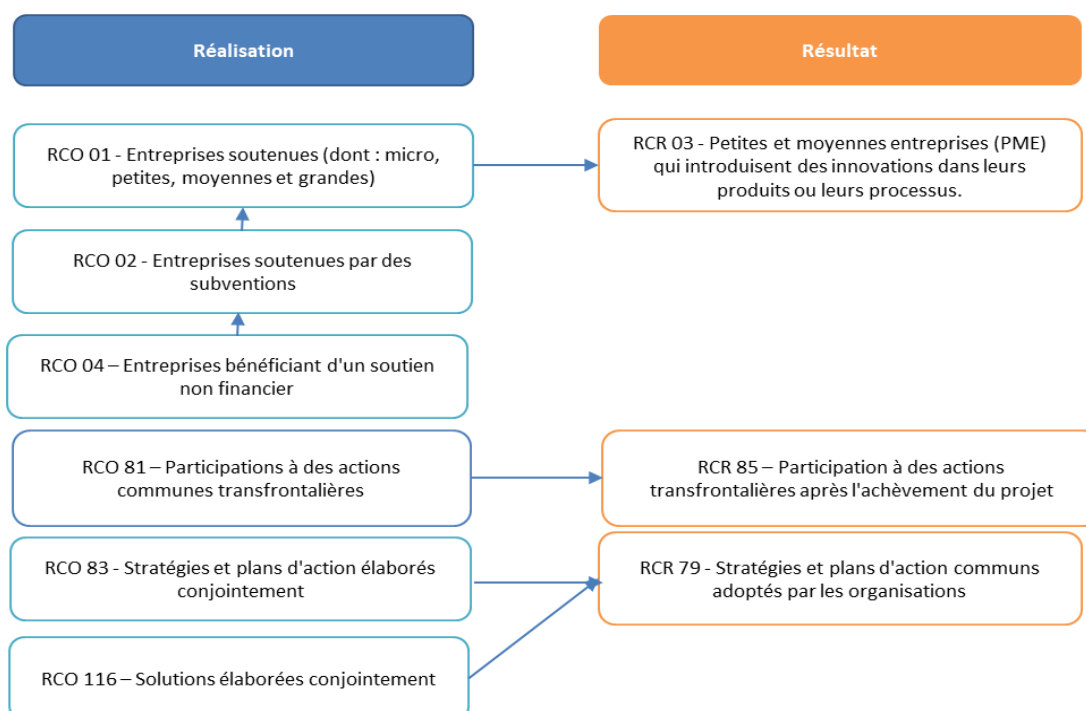 Réalisation
Résultat
RCO 01 - Entreprises soutenues (dont : micro,
petites, moyennes et grandes)
RCR 03 - Petites et moyennes entreprises (PME)
qui introduisent des innovations dans leurs
produits ou leurs processus.
RCO 02 - Entreprises soutenues par des
subventions
RCO 04 – Entreprises bénéficiant d'un soutien
non financier
RCO 81 – Participations à des actions
communes transfrontalières
RCR 85 – Participation à des actions
transfrontalières après l'achèvement du projet
RCO 83 - Stratégies et plans d'action élaborés
conjointement
RCR 79 - Stratégies et plans d'action communs
adoptés par les organisations
RCO 116 – Solutions élaborées conjointement